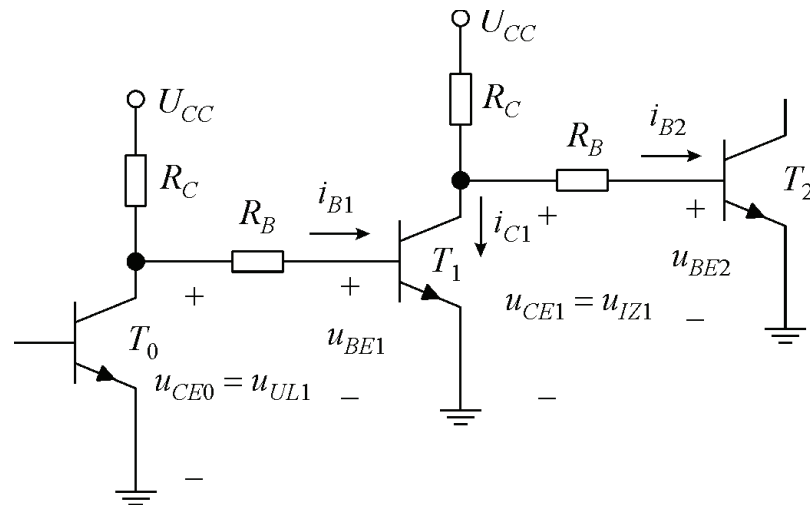 U_CC
U_CC
R_C
R_C
R_B
i_B2
T_2
R_B
i_B1
+
+
i_C1
+
+
T_1
u_BE2
u_CE1 = u_IZ1
T_0
u_BE1
u_CE0 = u_UL1
−
−
−
−